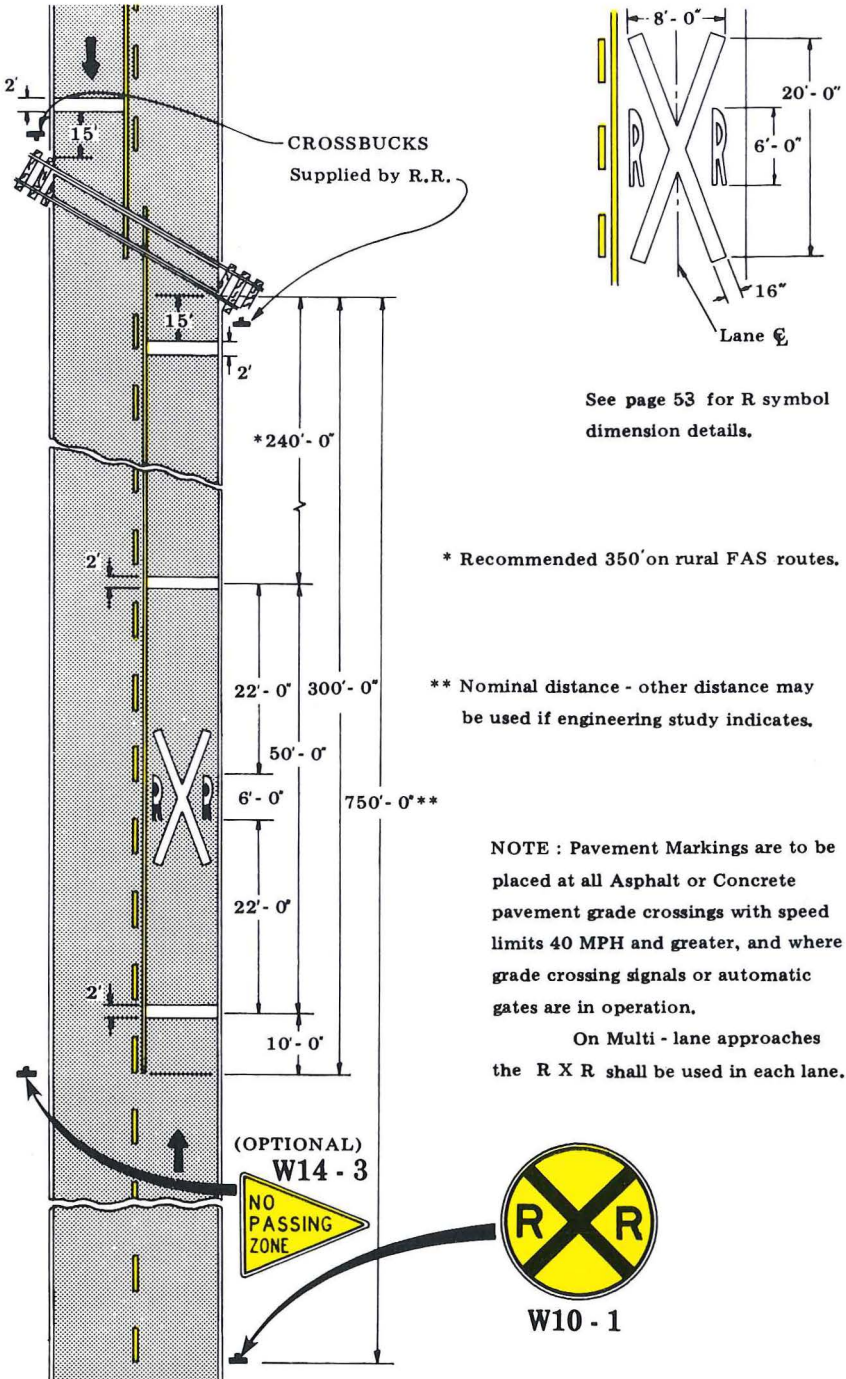 2'
15'
CROSSBUCKS
Supplied by R.R.
8'- 0"
20'- 0"
R R
6'- 0"
16"
Lane ℄
See page 53 for R symbol
dimension details.
15'
2'
*240'- 0"
* Recommended 350' on rural FAS routes.
2'
22'- 0"
300'- 0"
** Nominal distance - other distance may
be used if engineering study indicates.
50'- 0"
R R
6'- 0"
750'- 0"**
22'- 0"
NOTE : Pavement Markings are to be
placed at all Asphalt or Concrete
pavement grade crossings with speed
limits 40 MPH and greater, and where
grade crossing signals or automatic
gates are in operation.
On Multi - lane approaches
the R X R shall be used in each lane.
2'
10'- 0"
(OPTIONAL)
W14 - 3
NO
PASSING
ZONE
R R
W10 - 1